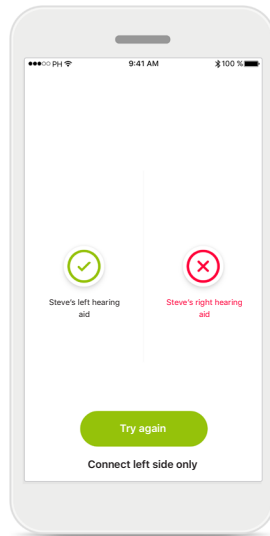 PH 9:41 AM 100 %
Steve's left hearing
aid
Steve's right hearing
aid
Try again
Connect left side only